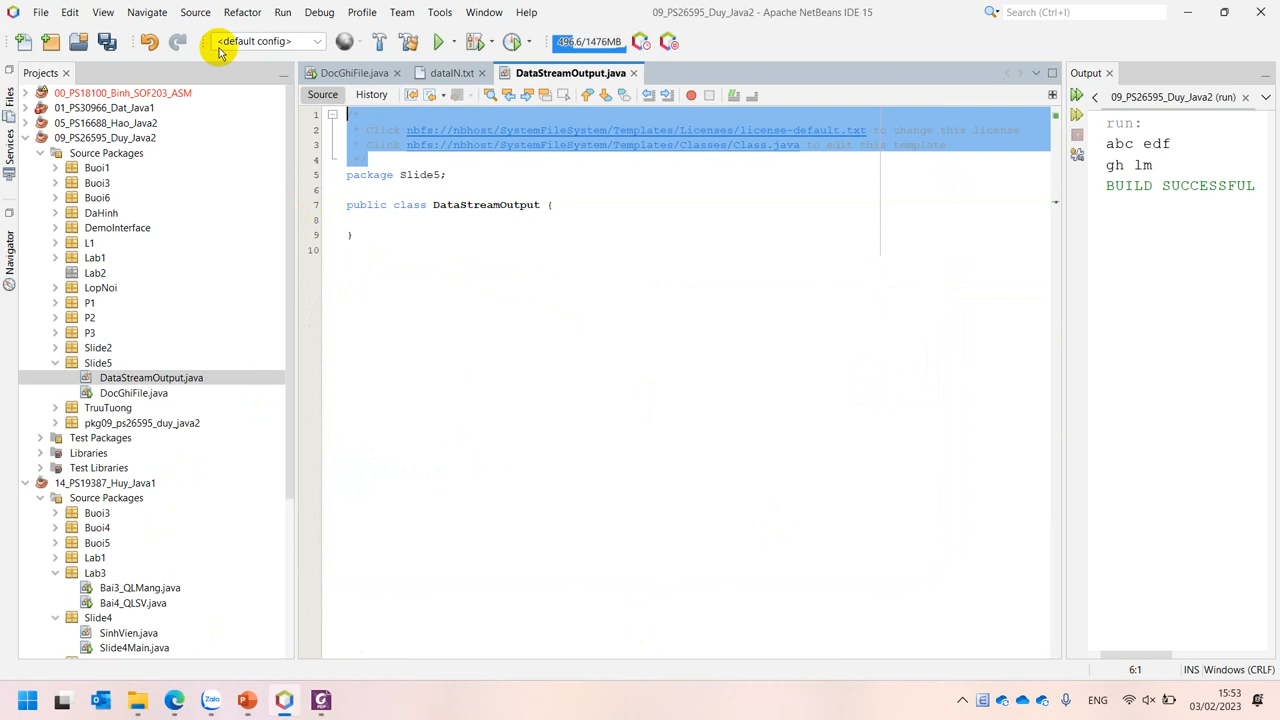 File Edit View Navigate Source Refactor Run Debug Profile Team Tools Window Help 09_PS26595_Duy_Java2 - Apache NetBeans IDE 15 Search (Ctrl+I)
<default config> 496.6/1476MB
Projects
DocGhiFile.java dataIN.txt DataStreamOutput.java
Output
Source History
09_PS26595_Duy_Java2 (run)
Files
Services
Navigator
00_PS18100_Binh_SOF203_ASM
01_PS30966_Dat_Java1
05_PS16688_Hao_Java2
09_PS26595_Duy_Java2
Source Packages
Buoi1
Buoi3
Buoi6
DaHinh
DemoInterface
L1
Lab1
Lab2
LopNoi
P1
P2
P3
Slide2
Slide5
DataStreamOutput.java
DocGhiFile.java
TruuTuong
pkg09_ps26595_duy_java2
Test Packages
Libraries
Test Libraries
14_PS19387_Huy_Java1
Source Packages
Buoi3
Buoi4
Buoi5
Lab1
Lab3
Bai3_QLMang.java
Bai4_QLSV.java
Slide4
SinhVien.java
Slide4Main.java
1
2 * Click nbfs://nbhost/SystemFileSystem/Templates/Licenses/license-default.txt to change this license
3 * Click nbfs://nbhost/SystemFileSystem/Templates/Classes/Class.java to edit this template
4 */
5 package Slide5;
6
7 public class DataStreamOutput {
8
9 }
10
run:
abc edf
gh lm
BUILD SUCCESSFUL
6:1 INS Windows (CRLF)
Zalo
ENG
15:53
03/02/2023